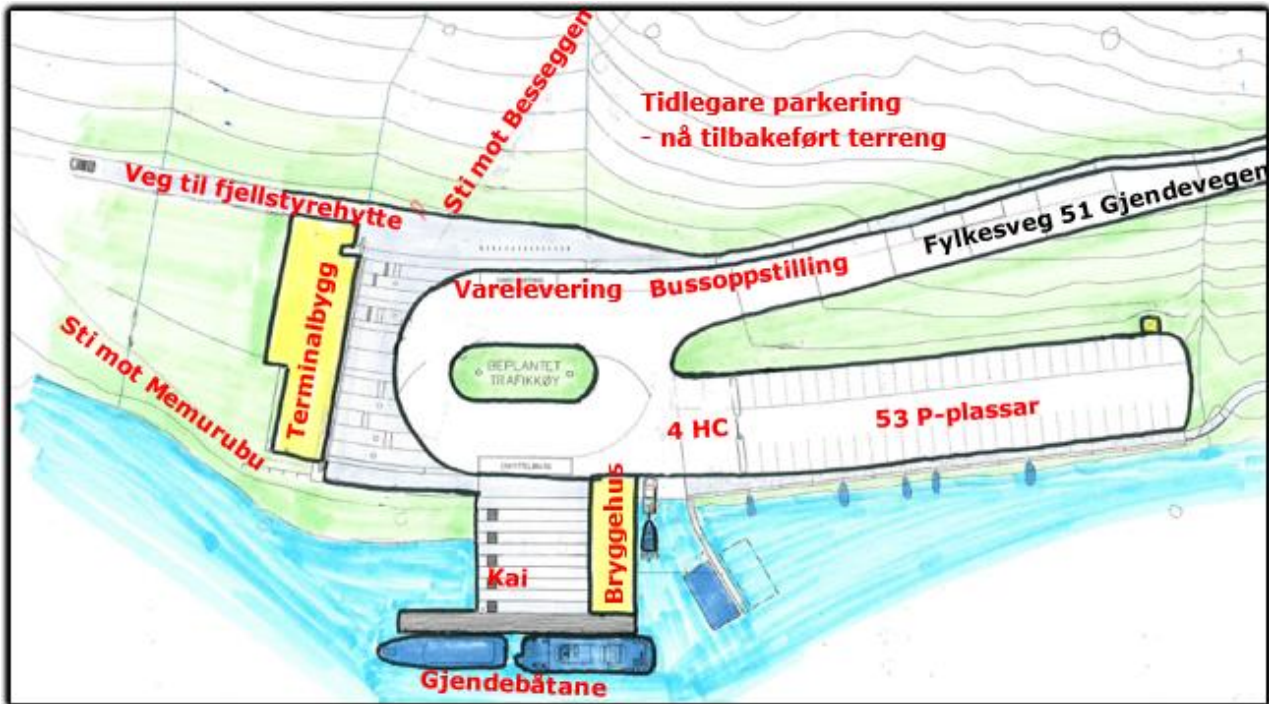 Sti mot Besseggen
Tidlegare parkering
- nå tilbakeført terreng
Veg til fjellstyrehytte
Fylkesveg 51 Gjendevegen
Varelevering
Bussoppstilling
Terminalbygg
Sti mot Memurubu
BEPLANTET
TRAFIKKØY
4 HC
53 P-plassar
Bryggehus
Kai
Gjendebåtane